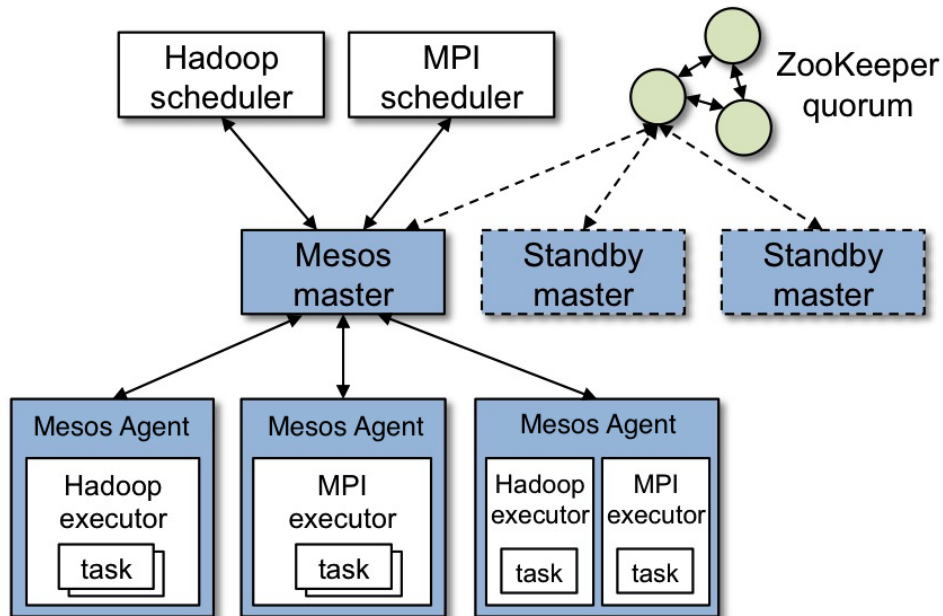 Hadoop
scheduler
MPI
scheduler
ZooKeeper
quorum
Mesos
master
Standby
master
Standby
master
Mesos Agent
Hadoop
executor
task
Mesos Agent
MPI
executor
task
Mesos Agent
Hadoop
executor
task
MPI
executor
task